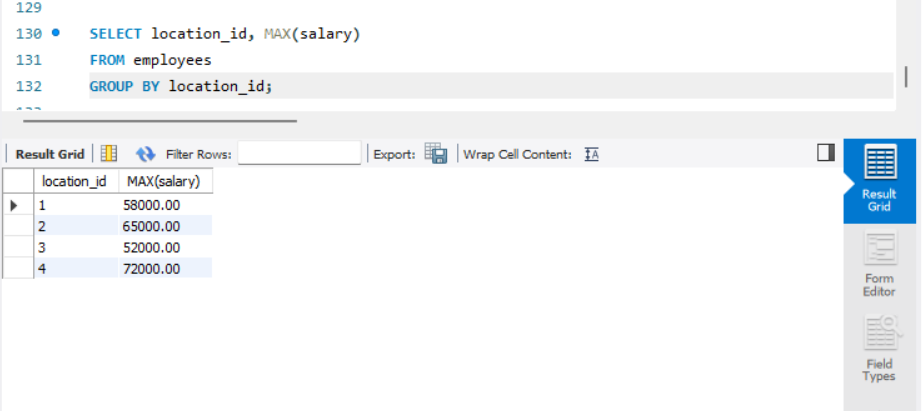 129
130 SELECT location_id, MAX(salary)
131 FROM employees
132 GROUP BY location_id;
Result Grid Filter Rows: Export: Wrap Cell Content: IA
location_id MAX(salary)
1 58000.00
2 65000.00
3 52000.00
4 72000.00
Result
Grid
Form
Editor
Field
Types